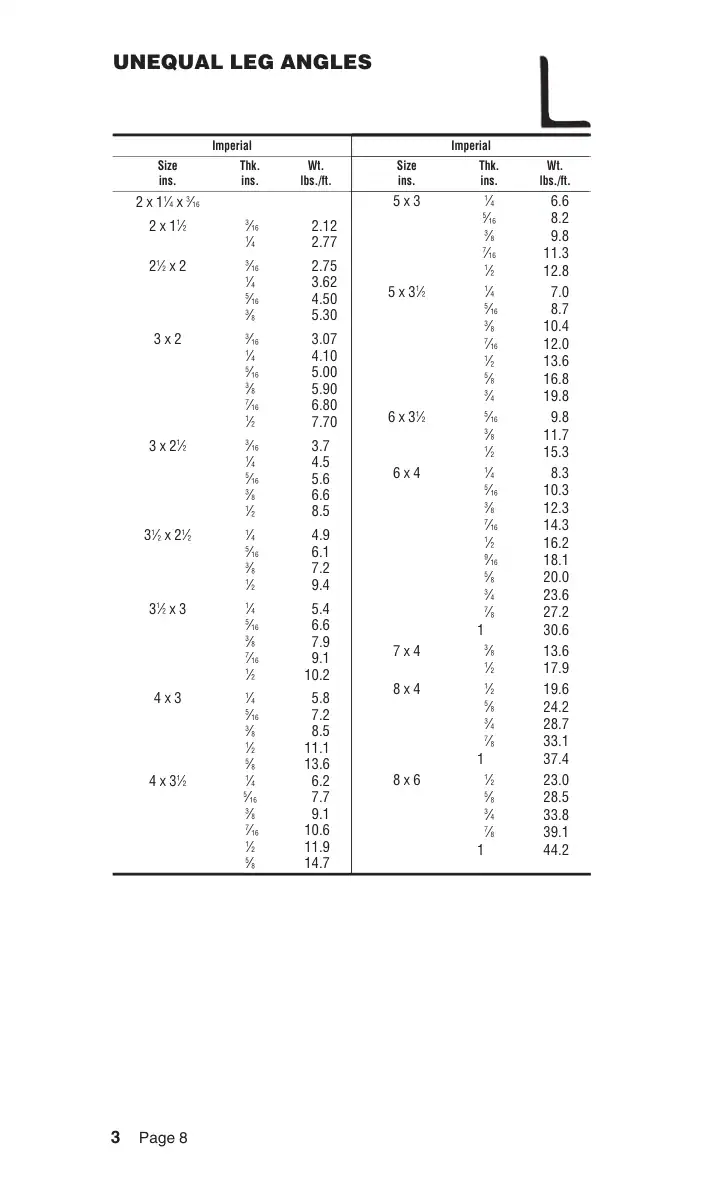 UNEQUAL LEG ANGLES
Imperial
Size Thk. Wt.
ins. ins. lbs./ft.
2 x 1¼ x 3⁄16
2 x 1½ 3⁄16 2.12
¼ 2.77
2½ x 2 3⁄16 2.75
¼ 3.62
5⁄16 4.50
3⁄8 5.30
3 x 2 3⁄16 3.07
¼ 4.10
5⁄16 5.00
3⁄8 5.90
7⁄16 6.80
½ 7.70
3 x 2½ 3⁄16 3.7
¼ 4.5
5⁄16 5.6
3⁄8 6.6
½ 8.5
3½ x 2½ ¼ 4.9
5⁄16 6.1
3⁄8 7.2
½ 9.4
3½ x 3 ¼ 5.4
5⁄16 6.6
3⁄8 7.9
7⁄16 9.1
½ 10.2
4 x 3 ¼ 5.8
5⁄16 7.2
3⁄8 8.5
½ 11.1
5⁄8 13.6
4 x 3½ ¼ 6.2
5⁄16 7.7
3⁄8 9.1
7⁄16 10.6
½ 11.9
5⁄8 14.7
Imperial
Size Thk. Wt.
ins. ins. lbs./ft.
5 x 3 ¼ 6.6
5⁄16 8.2
3⁄8 9.8
7⁄16 11.3
½ 12.8
5 x 3½ ¼ 7.0
5⁄16 8.7
3⁄8 10.4
7⁄16 12.0
½ 13.6
5⁄8 16.8
¾ 19.8
6 x 3½ 5⁄16 9.8
3⁄8 11.7
½ 15.3
6 x 4 ¼ 8.3
5⁄16 10.3
3⁄8 12.3
7⁄16 14.3
½ 16.2
9⁄16 18.1
5⁄8 20.0
¾ 23.6
7⁄8 27.2
1 30.6
7 x 4 3⁄8 13.6
½ 17.9
8 x 4 ½ 19.6
5⁄8 24.2
¾ 28.7
7⁄8 33.1
1 37.4
8 x 6 ½ 23.0
5⁄8 28.5
¾ 33.8
7⁄8 39.1
1 44.2
3 Page 8